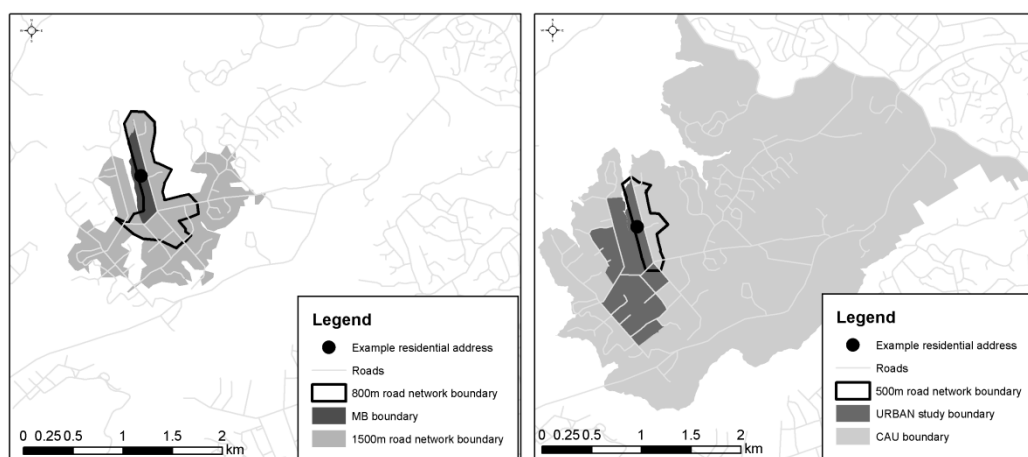 Legend
Example residential address
Roads
800m road network boundary
MB boundary
1500m road network boundary
0 0.25 0.5 1 1.5 2
km
Legend
Example residential address
Roads
500m road network boundary
URBAN study boundary
CAU boundary
0 0.25 0.5 1 1.5 2
km